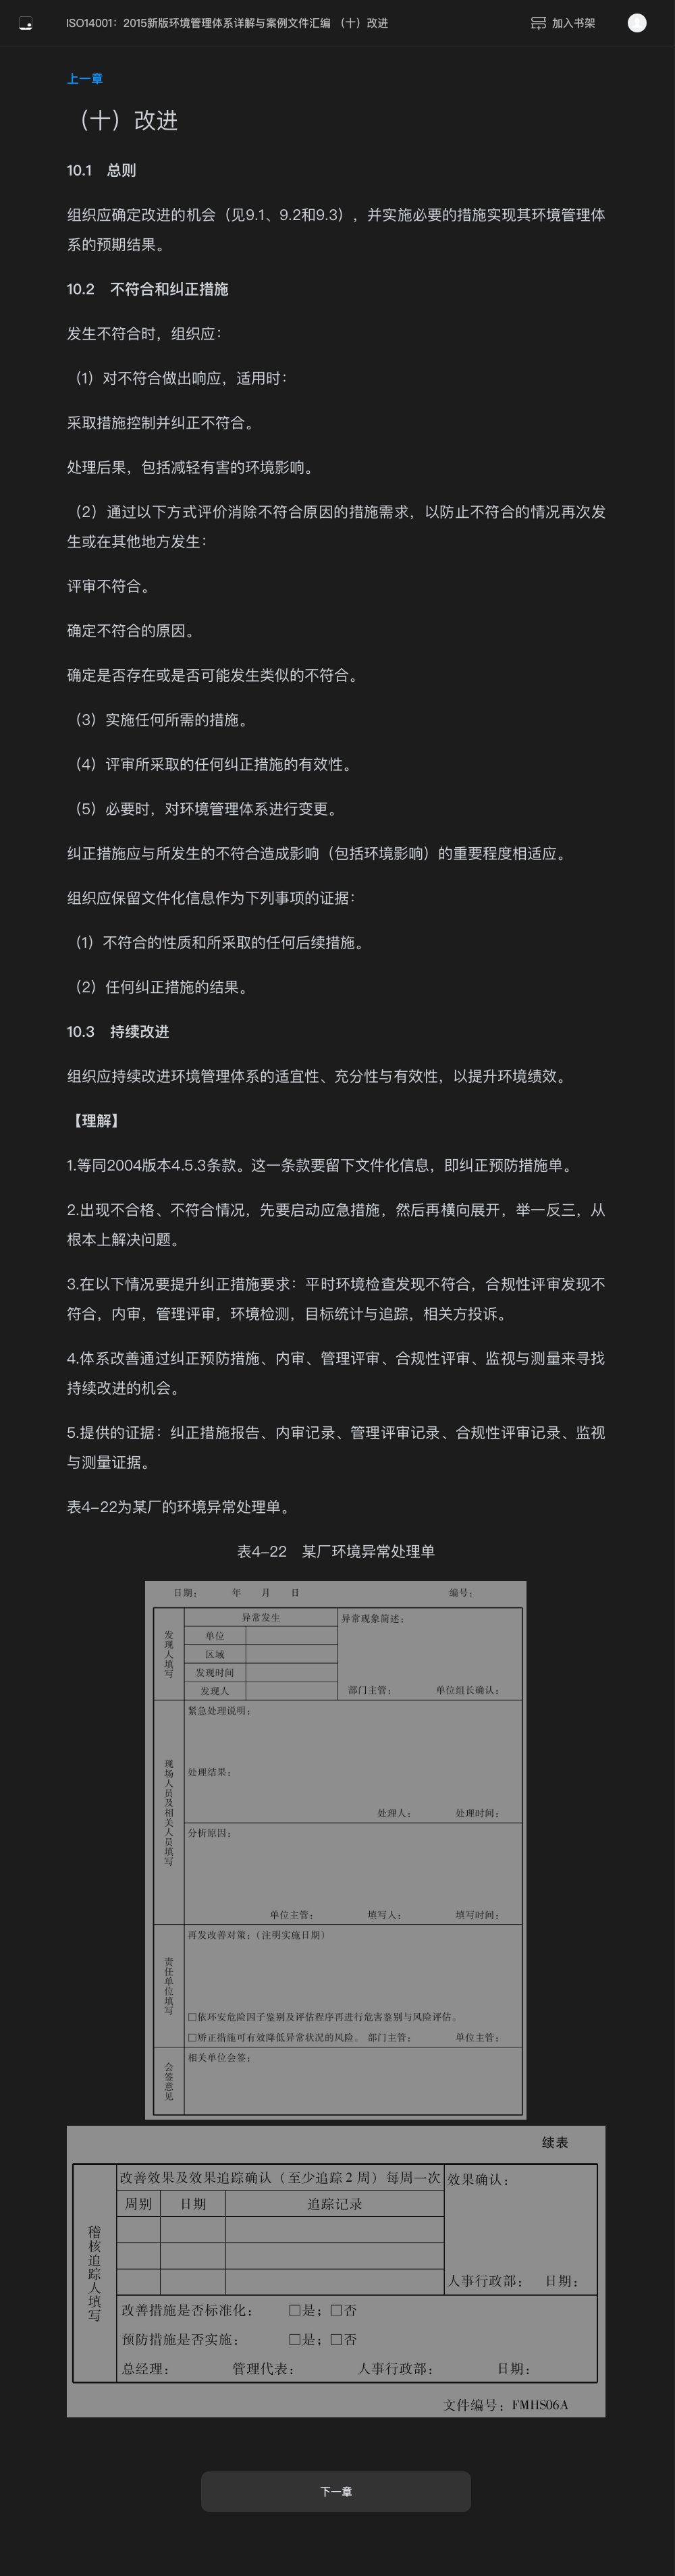 ISO14001：2015新版环境管理体系详解与案例文件汇编 （十）改进
加入书架
上一章
（十）改进
10.1 总则
组织应确定改进的机会（见9.1、9.2和9.3），并实施必要的措施实现其环境管理体
系的预期结果。
10.2 不符合和纠正措施
发生不符合时，组织应：
（1）对不符合做出响应，适用时：
采取措施控制并纠正不符合。
处理后果，包括减轻有害的环境影响。
（2）通过以下方式评价消除不符合原因的措施需求，以防止不符合的情况再次发
生或在其他地方发生：
评审不符合。
确定不符合的原因。
确定是否存在或是否可能发生类似的不符合。
（3）实施任何所需的措施。
（4）评审所采取的任何纠正措施的有效性。
（5）必要时，对环境管理体系进行变更。
纠正措施应与所发生的不符合造成影响（包括环境影响）的重要程度相适应。
组织应保留文件化信息作为下列事项的证据：
（1）不符合的性质和所采取的任何后续措施。
（2）任何纠正措施的结果。
10.3 持续改进
组织应持续改进环境管理体系的适宜性、充分性与有效性，以提升环境绩效。
【理解】
1.等同2004版本4.5.3条款。这一条款要留下文件化信息，即纠正预防措施单。
2.出现不合格、不符合情况，先要启动应急措施，然后再横向展开，举一反三，从
根本上解决问题。
3.在以下情况要提升纠正措施要求：平时环境检查发现不符合，合规性评审发现不
符合，内审，管理评审，环境检测，目标统计与追踪，相关方投诉。
4.体系改善通过纠正预防措施、内审、管理评审、合规性评审、监视与测量来寻找
持续改进的机会。
5.提供的证据：纠正措施报告、内审记录、管理评审记录、合规性评审记录、监视
与测量证据。
表4-22为某厂的环境异常处理单。
表4-22 某厂环境异常处理单
日期： 年 月 日 编号：
发现人填写
异常发生
异常现象简述：
单位
区域
发现时间
发现人
部门主管： 单位组长确认：
现场人员及相关人员填写
紧急处理说明：
处理结果：
处理人： 处理时间：
分析原因：
单位主管： 填写人： 填写时间：
责任单位填写
再发改善对策：（注明实施日期）
□依环安危险因子鉴别及评估程序再进行危害鉴别与风险评估。
□矫正措施可有效降低异常状况的风险。 部门主管： 单位主管：
会签意见
相关单位会签：
续表
稽核追踪人填写
改善效果及效果追踪确认（至少追踪 2 周）每周一次
效果确认：
周别 日期 追踪记录
人事行政部： 日期：
改善措施是否标准化： □是；□否
预防措施是否实施： □是；□否
总经理： 管理代表： 人事行政部： 日期：
文件编号：FMHS06A
下一章